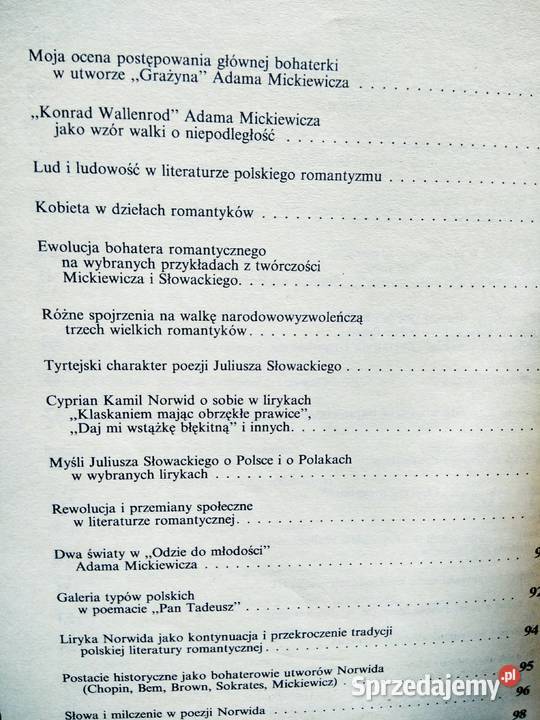 Moja ocena postępowania głównej bohaterki
w utworze „Grażyna” Adama Mickiewicza . . . . . . . . . . . .
„Konrad Wallenrod” Adama Mickiewicza
jako wzór walki o niepodległość . . . . . . . . . . . . . . . . . .
Lud i ludowość w literaturze polskiego romantyzmu . . . . . . . . . .
Kobieta w dziełach romantyków . . . . . . . . . . . . . . . . . . . .
Ewolucja bohatera romantycznego
na wybranych przykładach z twórczości
Mickiewicza i Słowackiego. . . . . . . . . . . . . . . . . . . . .
Różne spojrzenia na walkę narodowowyzwoleńczą
trzech wielkich romantyków. . . . . . . . . . . . . . . . . . . .
Tyrtejski charakter poezji Juliusza Słowackiego . . . . . . . . . . . .
Cyprian Kamil Norwid o sobie w lirykach
„Klaskaniem mając obrzękłe prawice”,
„Daj mi wstążkę błękitną” i innych. . . . . . . . . . . . . . . . .
Myśli Juliusza Słowackiego o Polsce i o Polakach
w wybranych lirykach . . . . . . . . . . . . . . . . . . . . . . .
Rewolucja i przemiany społeczne
w literaturze romantycznej. . . . . . . . . . . . . . . . . . . . .
Dwa światy w „Odzie do młodości”
Adama Mickiewicza . . . . . . . . . . . . . . . . . . . . . . . 9
Galeria typów polskich
w poemacie „Pan Tadeusz” . . . . . . . . . . . . . . . . . . . . 92
Liryka Norwida jako kontynuacja i przekroczenie tradycji
polskiej literatury romantycznej . . . . . . . . . . . . . . . . . . 94
Postacie historyczne jako bohaterowie utworów Norwida . . . . . . . 95
(Chopin, Bem, Brown, Sokrates, Mickiewicz) . . . . . . . . . . . . 96
Słowa i milczenie w poezji Norwida . . . . . . . . . . . . . . . . . . 98
Sprzedajemy.pl